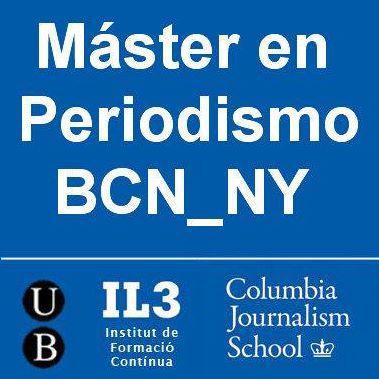 Máster en
Periodismo
BCN_NY
U
B
IL3
Institut de
Formació
Contínua
Columbia
Journalism
School